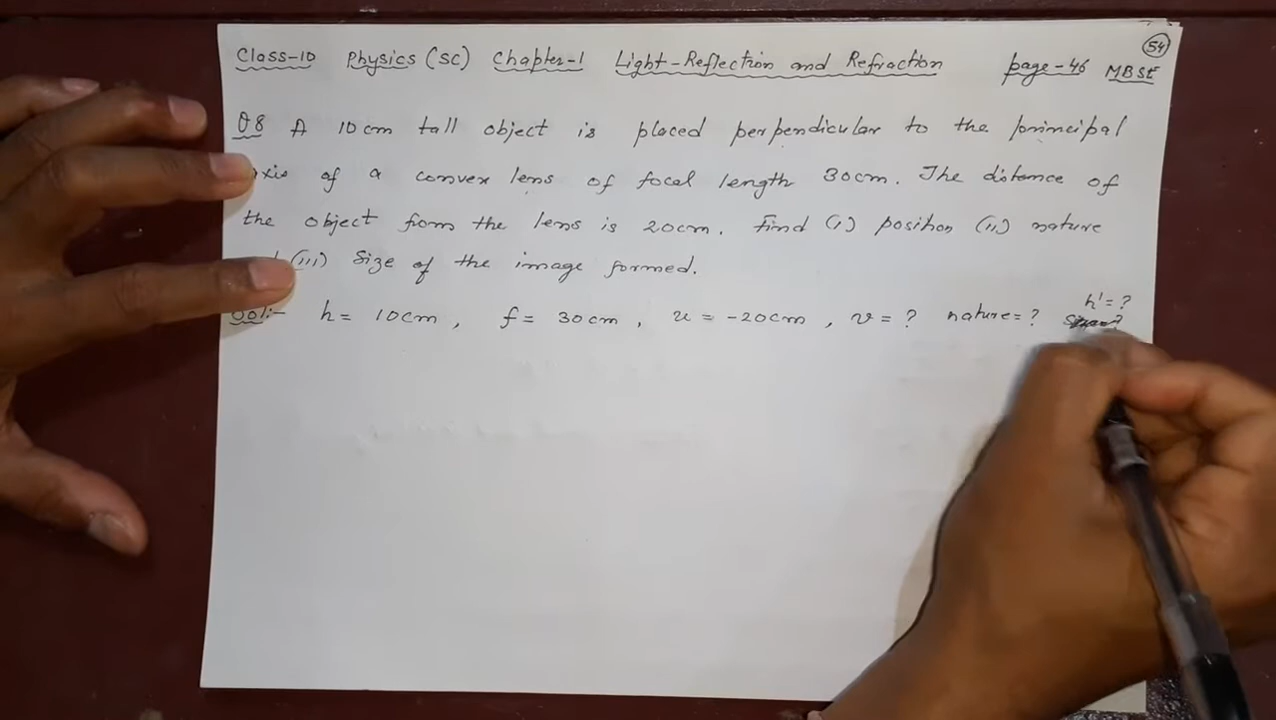 Class-10 Physics (SC) Chapter-1 Light-Reflection and Refraction page-46 MBSE 54
Q8 A 10cm tall object is placed perpendicular to the principal
axis of a convex lens of focal length 30cm. The distance of
the object from the lens is 20cm. Find (i) position (ii) nature
(iii) Size of the image formed.
Sol:- h = 10cm, f = 30cm, u = -20cm, v = ? nature = ? h' = ?